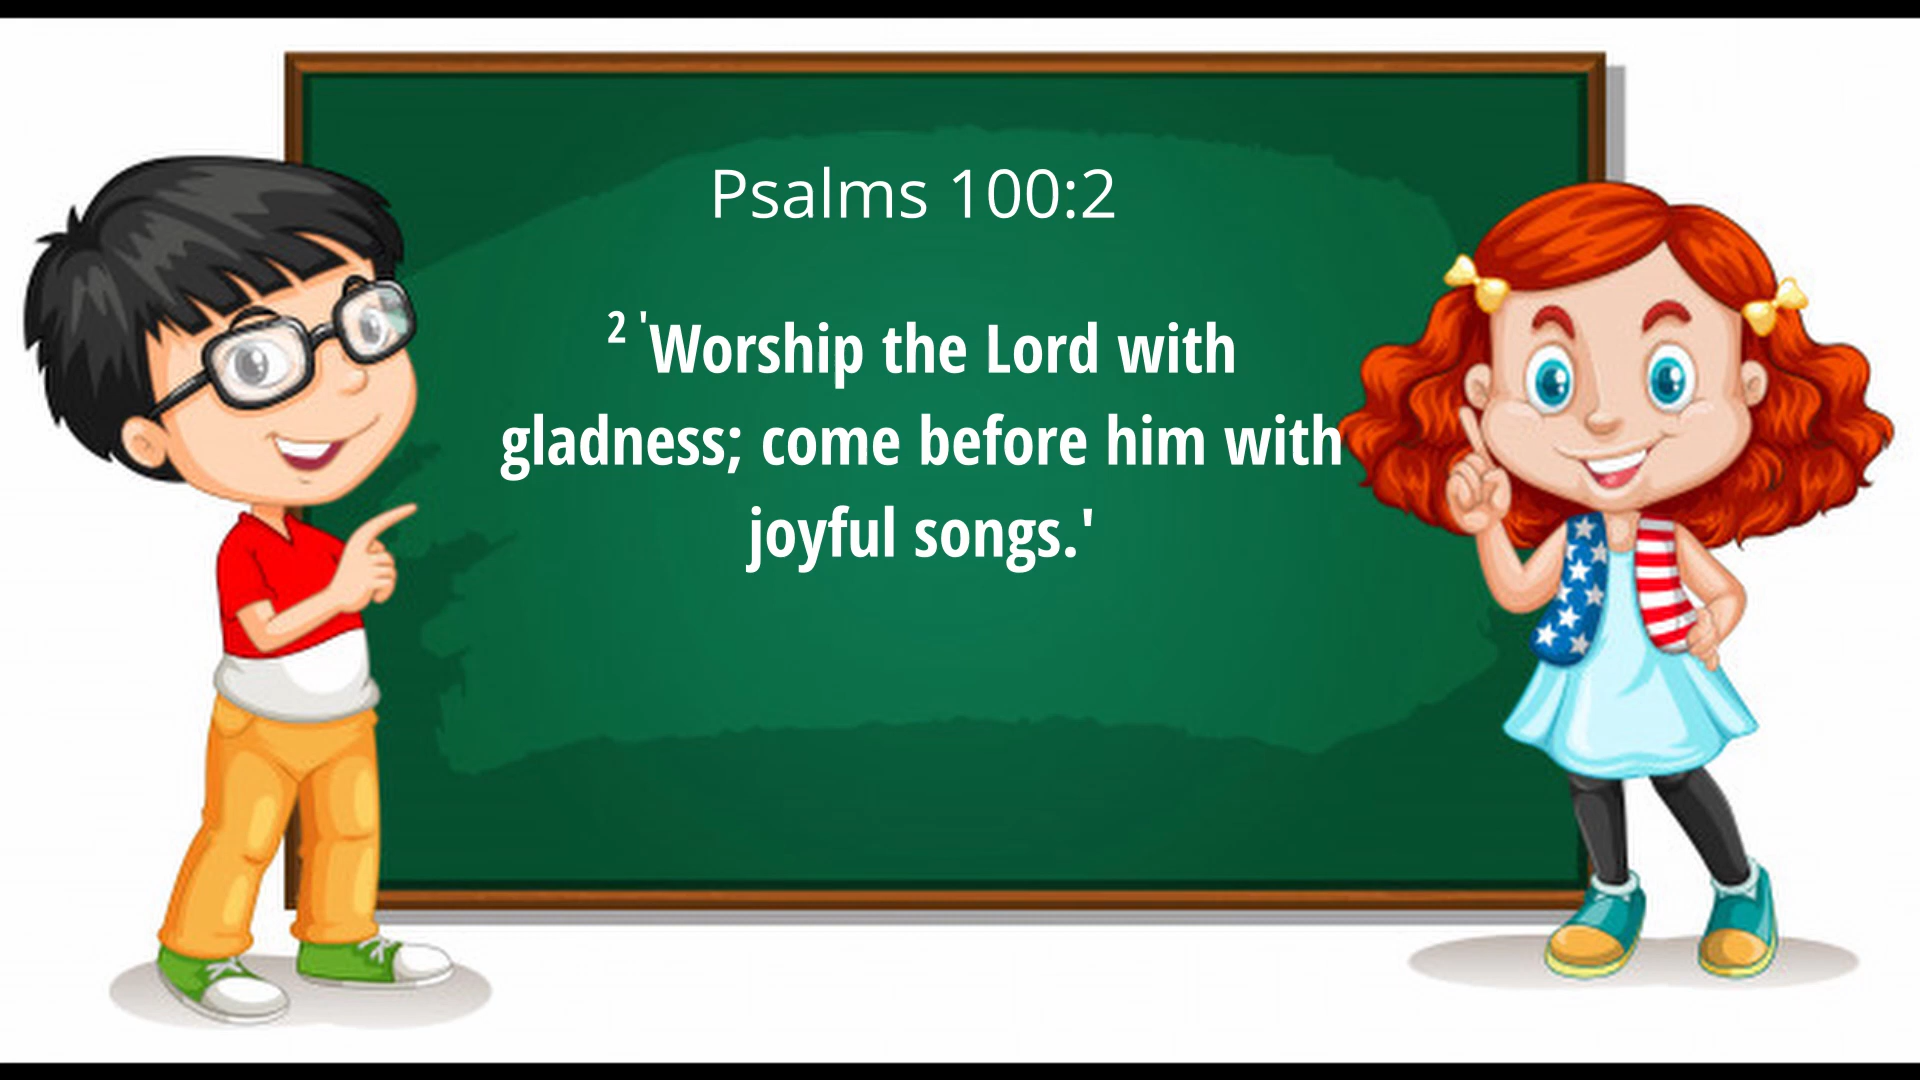 Psalms 100:2
2 'Worship the Lord with
gladness; come before him with
joyful songs.'